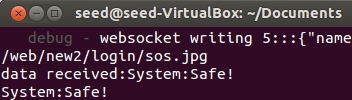 seed@seed-VirtualBox: ~/Documents
debug - websocket writing 5:::{"name
/web/new2/login/sos.jpg
data received:System:Safe!
System:Safe!